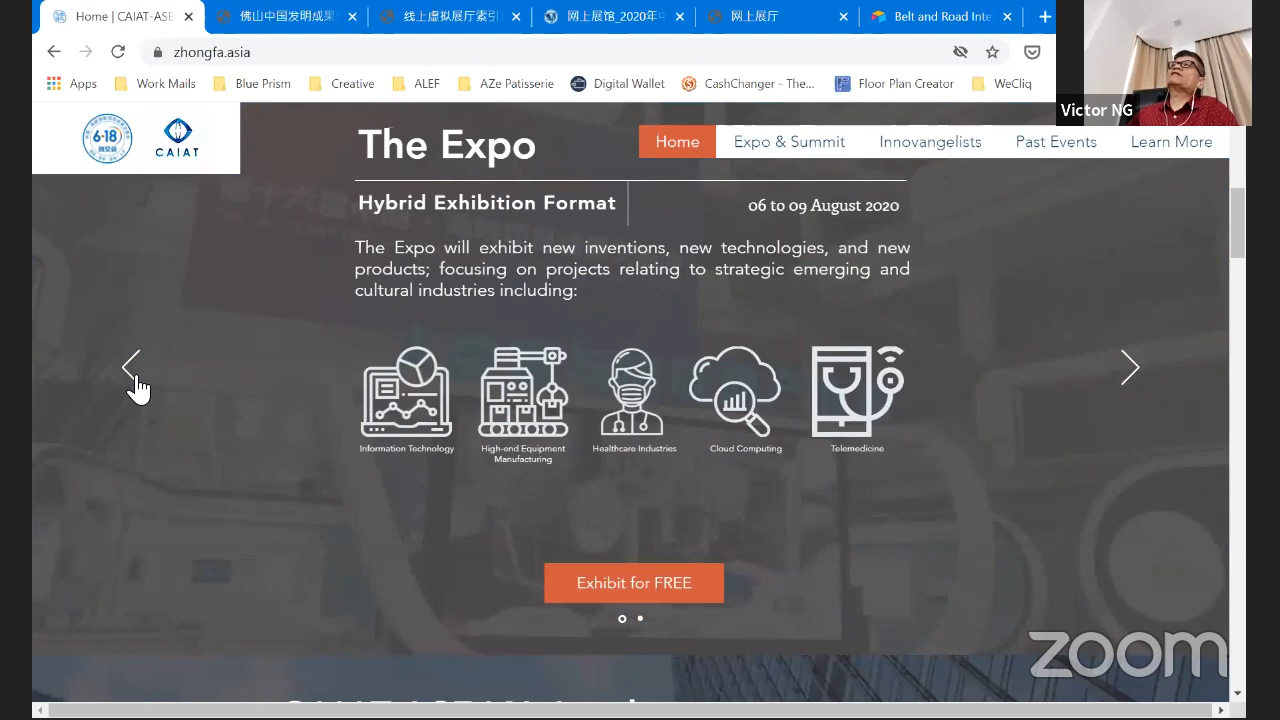 Home | CAIAT-ASE
佛山中国发明成果
线上虚拟展厅索引
网上展馆_2020年中
网上展厅
Belt and Road Inte
zhongfa.asia
Apps
Work Mails
Blue Prism
Creative
ALEF
AZe Patisserie
Digital Wallet
CashChanger - The...
Floor Plan Creator
WeCliq
Victor NG
6·18
CAIAT
The Expo
Home
Expo & Summit
Innovangelists
Past Events
Learn More
Hybrid Exhibition Format
06 to 09 August 2020
The Expo will exhibit new inventions, new technologies, and new
products; focusing on projects relating to strategic emerging and
cultural industries including:
Information Technology
High-end Equipment
Manufacturing
Healthcare Industries
Cloud Computing
Telemedicine
Exhibit for FREE
zoom